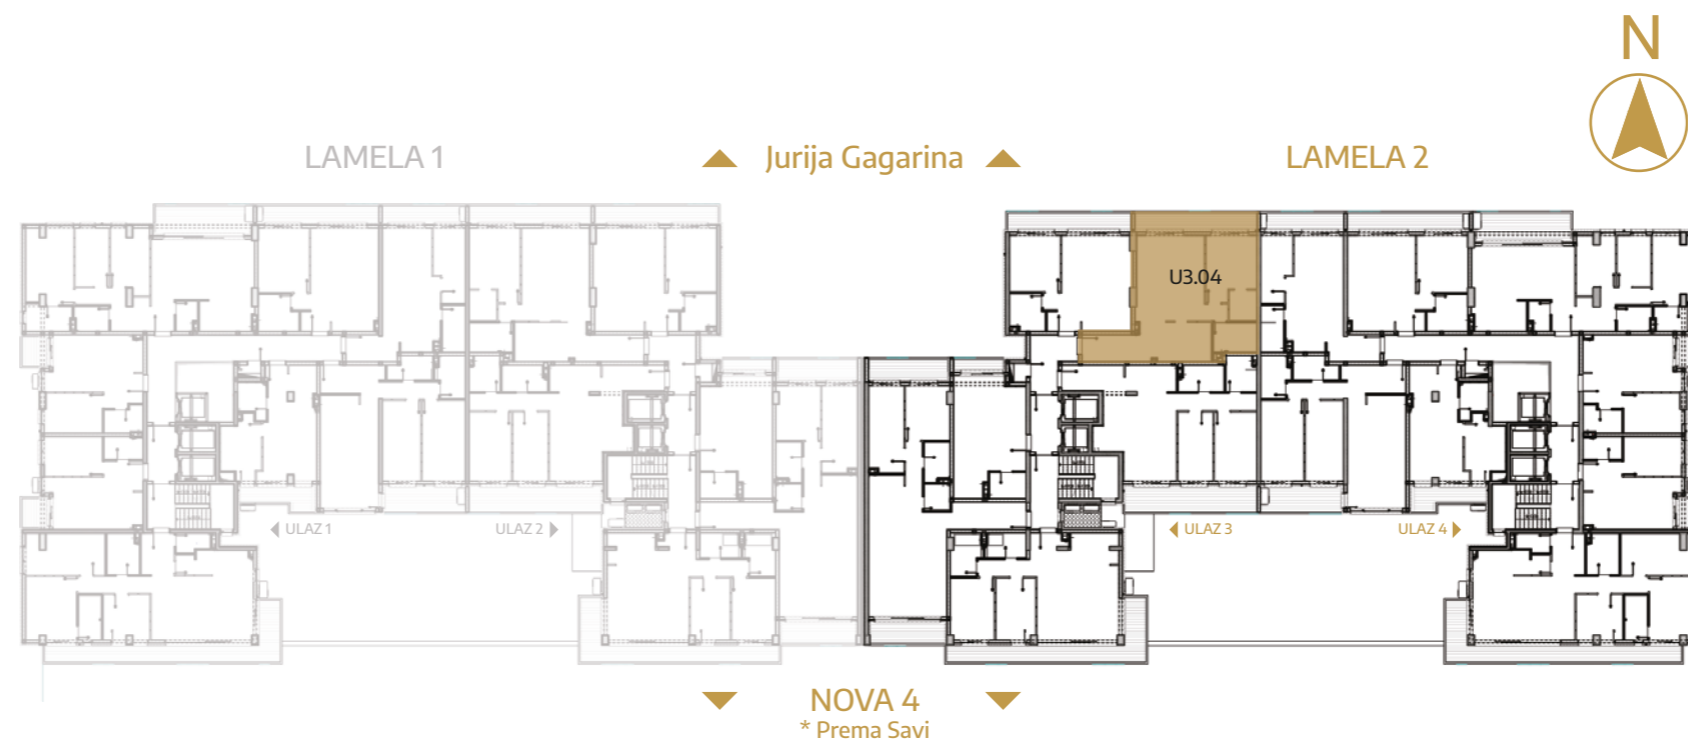 N
LAMELA 1
Jurija Gagarina
LAMELA 2
U3.04
ULAZ 1
ULAZ 2
ULAZ 3
ULAZ 4
NOVA 4
* Prema Savi